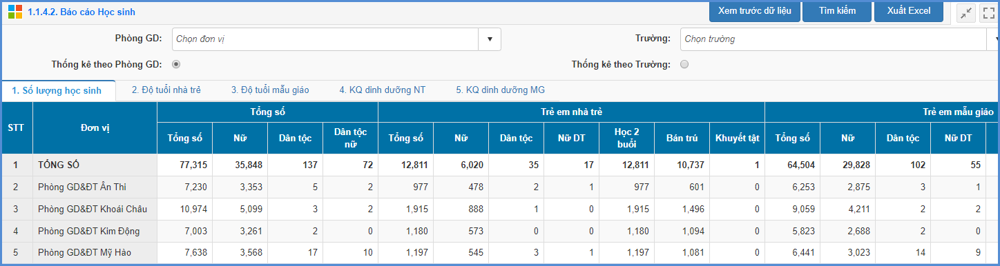 1.1.4.2. Báo cáo Học sinh Xem trước dữ liệu Tìm kiếm Xuất Excel
Phòng GD: Chọn đơn vị Trường: Chọn trường
Thống kê theo Phòng GD: Thống kê theo Trường:
1. Số lượng học sinh 2. Độ tuổi nhà trẻ 3. Độ tuổi mẫu giáo 4. KQ dinh dưỡng NT 5. KQ dinh dưỡng MG
STT Đơn vị Tổng số Trẻ em nhà trẻ Trẻ em mẫu giáo
Tổng số Nữ Dân tộc Dân tộc nữ Tổng số Nữ Dân tộc Nữ DT Học 2 buổi Bán trú Khuyết tật Tổng số Nữ Dân tộc Nữ DT
1 TỔNG SỐ 77,315 35,848 137 72 12,811 6,020 35 17 12,811 10,737 1 64,504 29,828 102 55
2 Phòng GD&ĐT Ân Thi 7,230 3,353 5 2 977 478 2 1 977 601 0 6,253 2,875 3 1
3 Phòng GD&ĐT Khoái Châu 10,974 5,099 3 2 1,915 888 1 0 1,915 1,496 0 9,059 4,211 2 2
4 Phòng GD&ĐT Kim Động 7,003 3,261 2 0 1,180 573 0 0 1,180 1,094 0 5,823 2,688 2 0
5 Phòng GD&ĐT Mỹ Hào 7,638 3,568 17 10 1,197 545 3 1 1,197 1,081 0 6,441 3,023 14 9